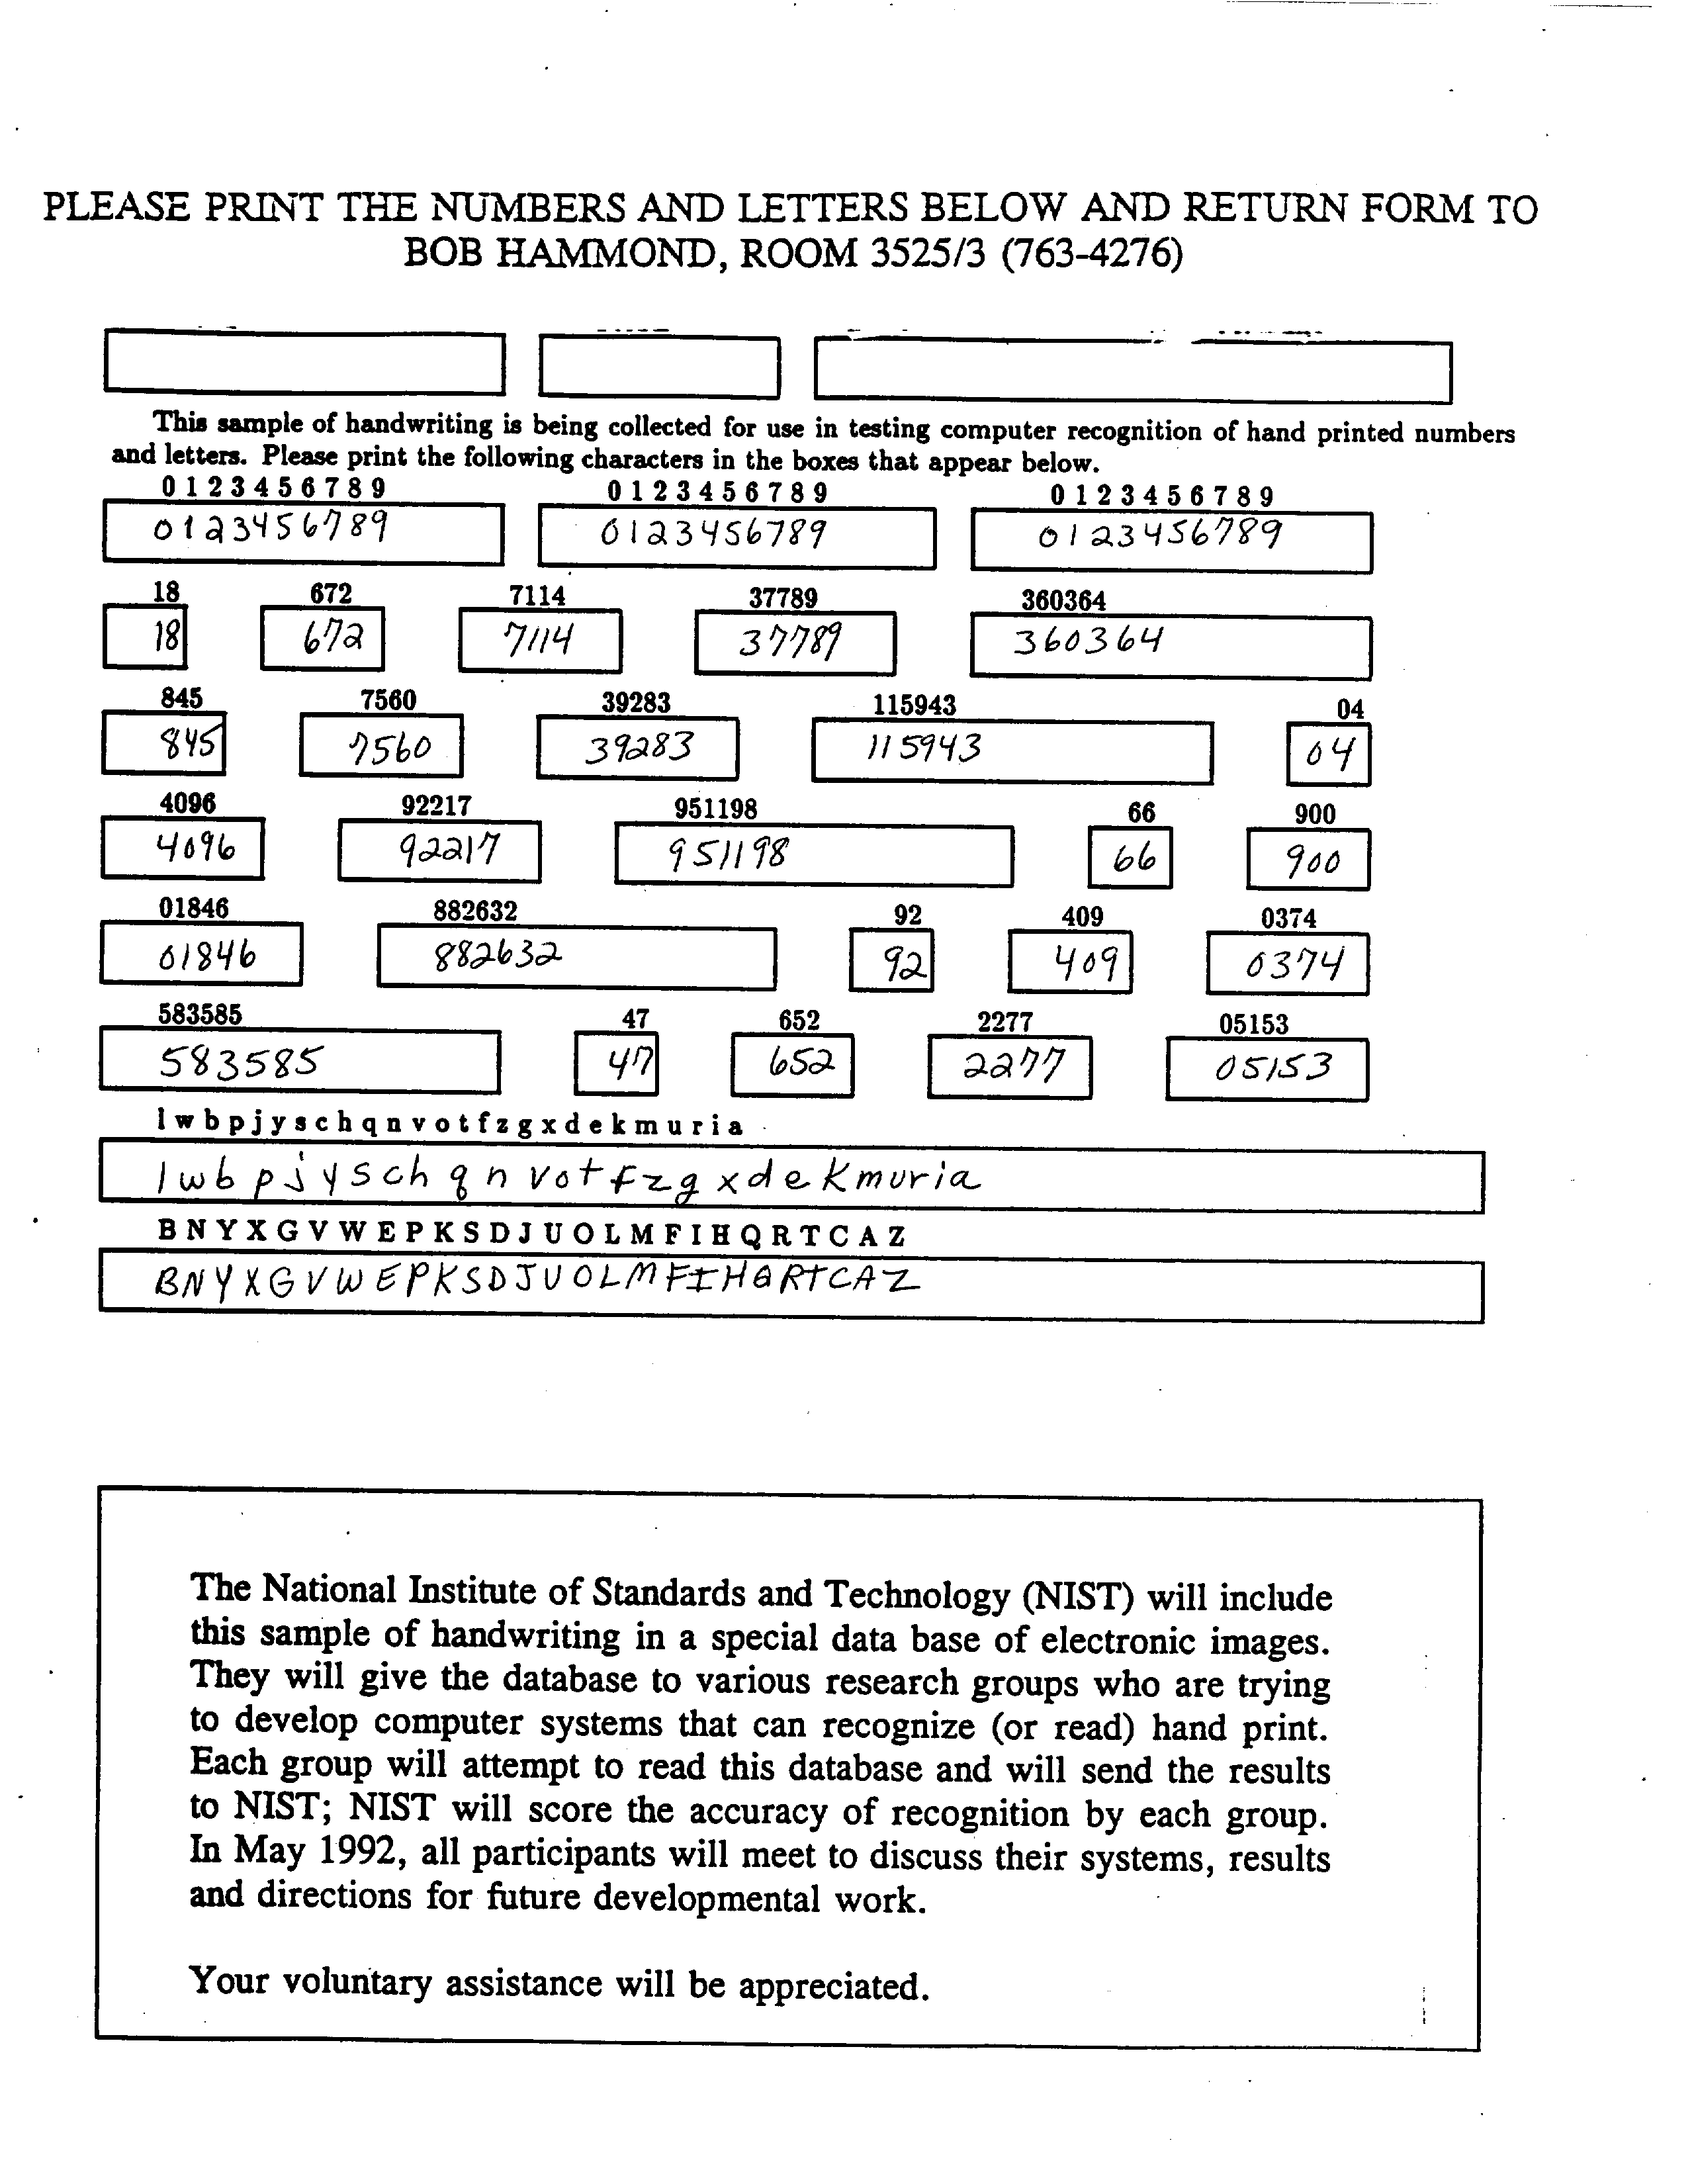 PLEASE PRINT THE NUMBERS AND LETTERS BELOW AND RETURN FORM TO
BOB HAMMOND, ROOM 3525/3 (763-4276)
This sample of handwriting is being collected for use in testing computer recognition of hand printed numbers
and letters. Please print the following characters in the boxes that appear below.
0 1 2 3 4 5 6 7 8 9 0 1 2 3 4 5 6 7 8 9 0 1 2 3 4 5 6 7 8 9
0123456789 0123456789 0123456789
18 672 7114 37789 360364
18 672 7114 37789 360364
845 7560 39283 115943 04
845 7560 39283 115943 04
4096 92217 951198 66 900
4096 92217 951198 66 900
01846 882632 92 409 0374
01846 882632 92 409 0374
583585 47 652 2277 05153
583585 47 652 2277 05153
l w b p j y s c h q n v o t f z g x d e k m u r i a
l w b p j y s c h q n v o t f z g x d e k m u r i a
B N Y X G V W E P K S D J U O L M F I H Q R T C A Z
B N Y X G V W E P K S D J U O L M F I H Q R T C A Z
The National Institute of Standards and Technology (NIST) will include
this sample of handwriting in a special data base of electronic images.
They will give the database to various research groups who are trying
to develop computer systems that can recognize (or read) hand print.
Each group will attempt to read this database and will send the results
to NIST; NIST will score the accuracy of recognition by each group.
In May 1992, all participants will meet to discuss their systems, results
and directions for future developmental work.
Your voluntary assistance will be appreciated.